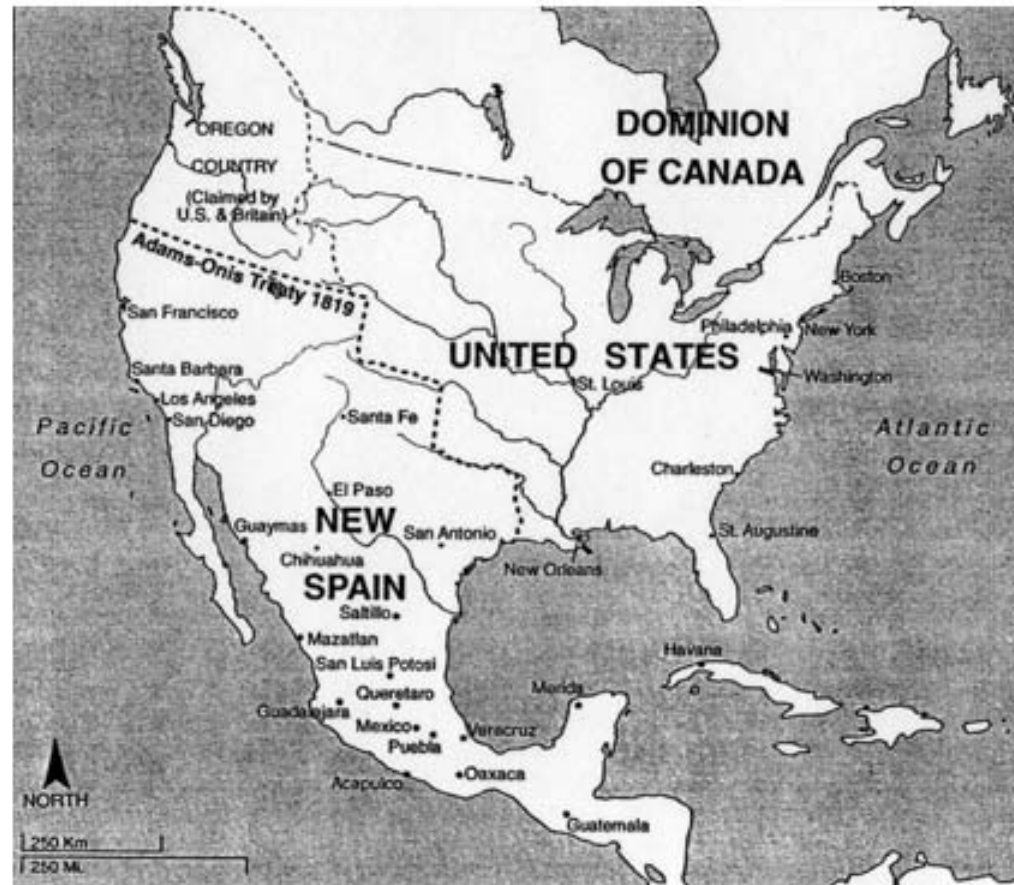 DOMINION
OF CANADA
OREGON
COUNTRY
(Claimed by
U.S. & Britain)
Adams-Onis Treaty 1819
Boston
San Francisco
Philadelphia
New York
UNITED STATES
Washington
Santa Barbara
St. Louis
Los Angeles
San Diego
Santa Fe
Pacific
Ocean
Atlantic
Ocean
Charleston
El Paso
NEW
SPAIN
Guaymas
San Antonio
St. Augustine
Chihuahua
New Orleans
Saltillo
Mazatlan
Havana
San Luis Potosi
Merida
Queretaro
Guadalejara
Mexico
Veracruz
Puebla
Acapulco
Oaxaca
NORTH
Guatemala
250 Km
250 Mi.